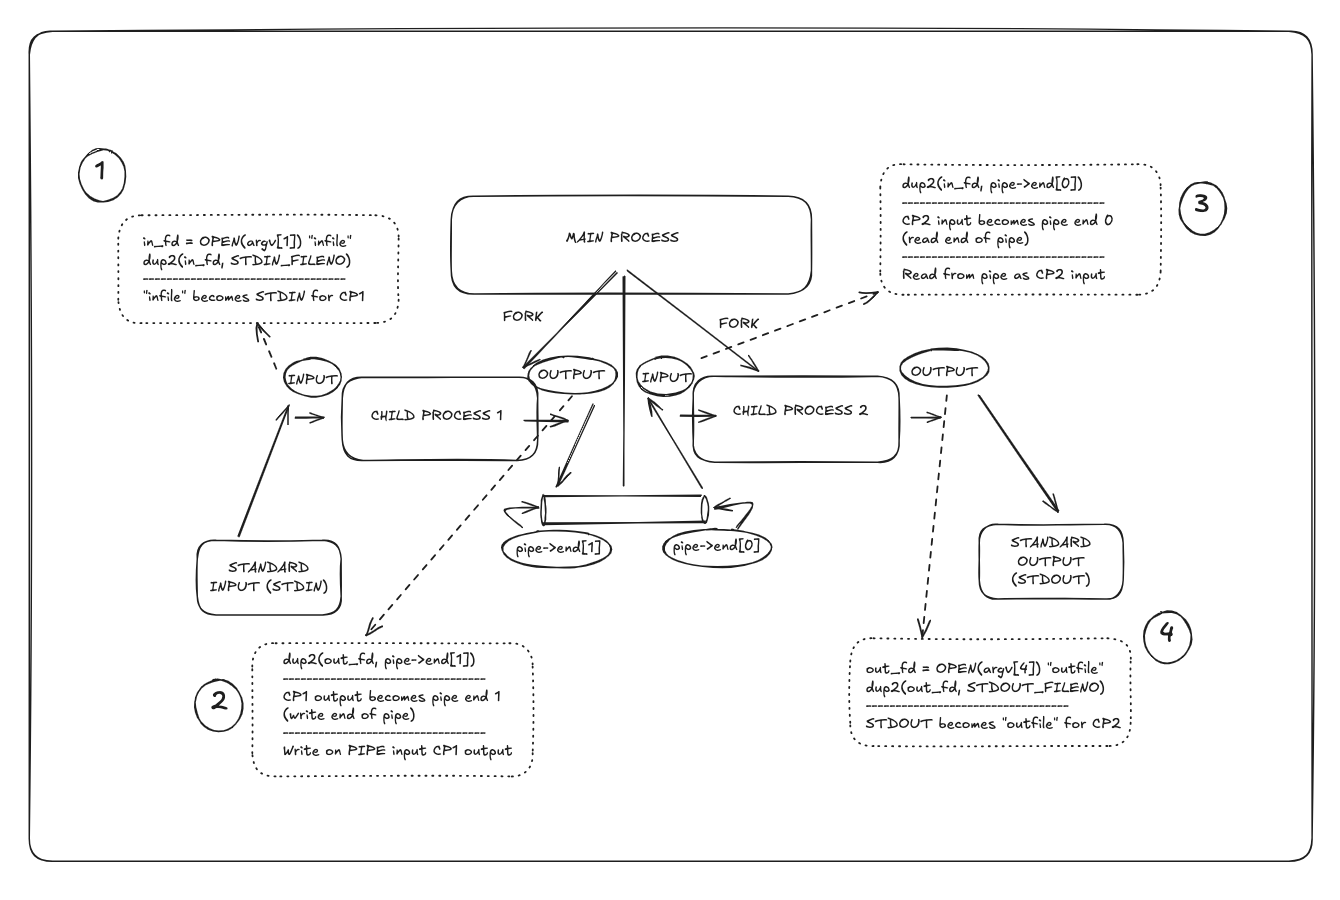 1
in_fd = OPEN(argv[1]) "infile"
dup2(in_fd, STDIN_FILENO)
-----------------------------------
"infile" becomes STDIN for CP1
MAIN PROCESS
dup2(in_fd, pipe->end[0])
-----------------------------------
CP2 input becomes pipe end 0
(read end of pipe)
-----------------------------------
Read from pipe as CP2 input
3
FORK
FORK
INPUT
CHILD PROCESS 1
OUTPUT
INPUT
CHILD PROCESS 2
OUTPUT
pipe->end[1]
pipe->end[0]
STANDARD
INPUT (STDIN)
STANDARD
OUTPUT
(STDOUT)
2
dup2(out_fd, pipe->end[1])
-----------------------------------
CP1 output becomes pipe end 1
(write end of pipe)
-----------------------------------
Write on PIPE input CP1 output
4
out_fd = OPEN(argv[4]) "outfile"
dup2(out_fd, STDOUT_FILENO)
-----------------------------------
STDOUT becomes "outfile" for CP2